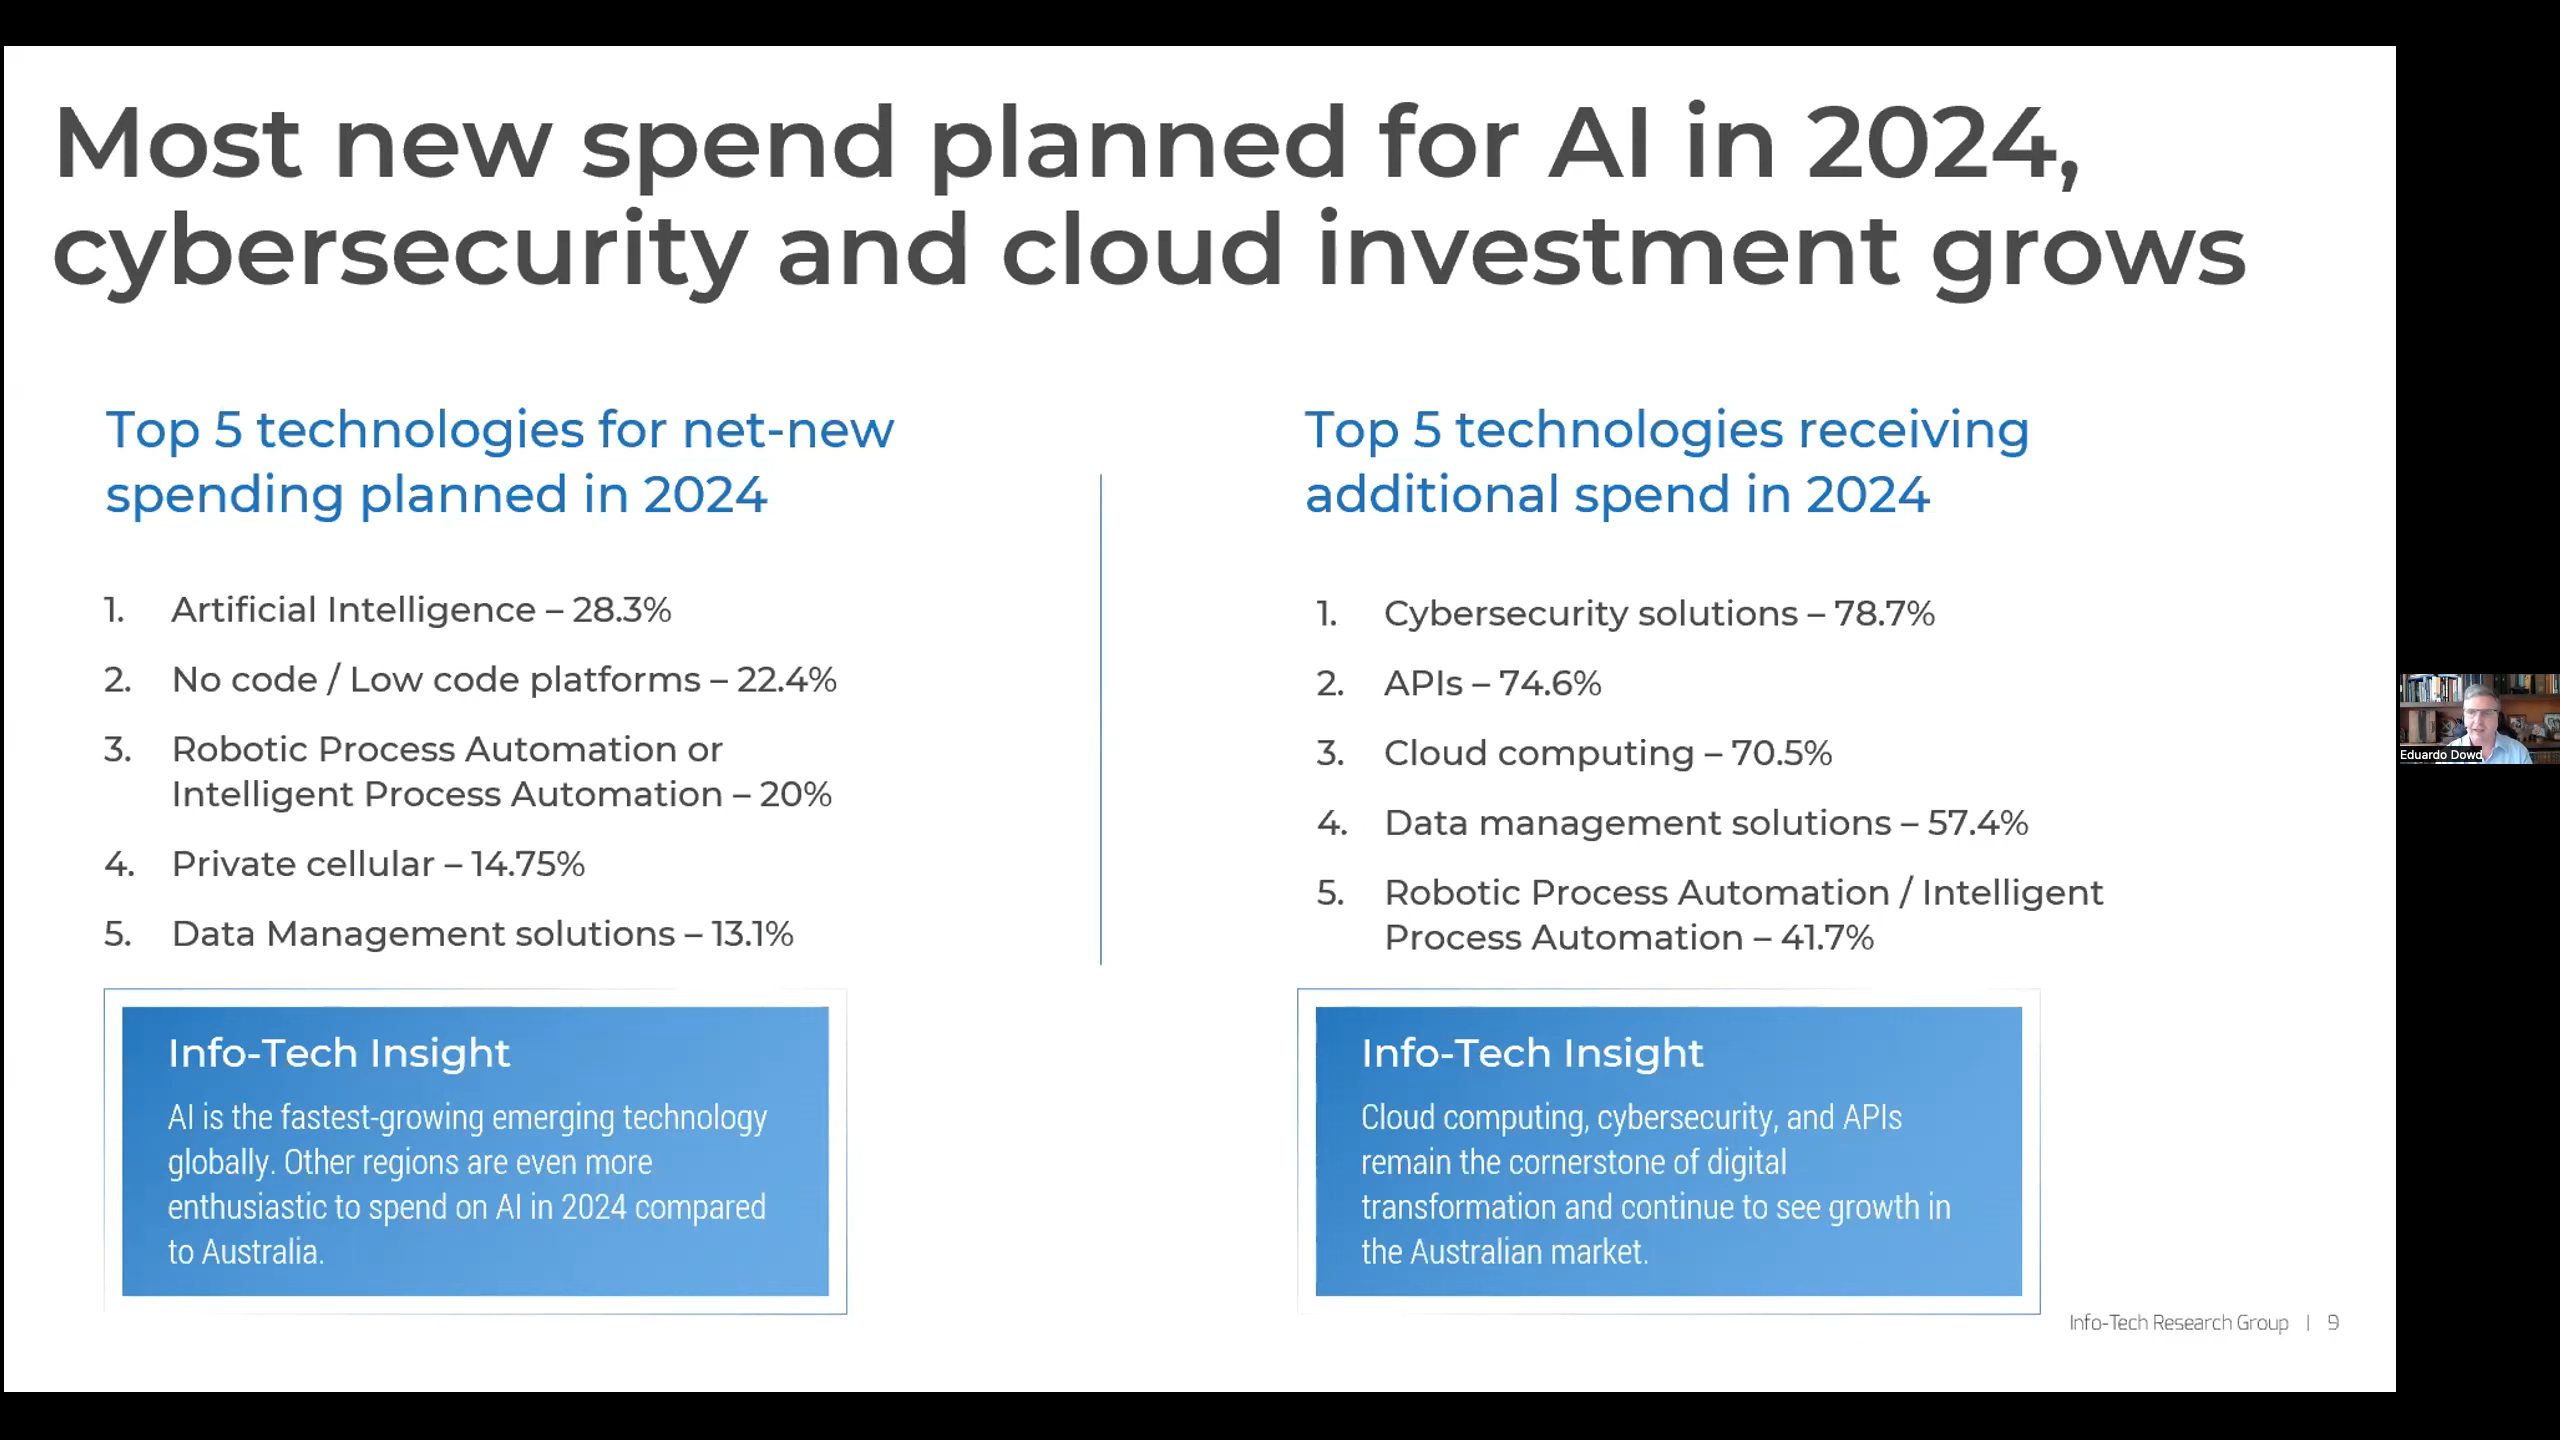 Most new spend planned for AI in 2024,
cybersecurity and cloud investment grows
Top 5 technologies for net-new
spending planned in 2024
1. Artificial Intelligence – 28.3%
2. No code / Low code platforms – 22.4%
3. Robotic Process Automation or
Intelligent Process Automation – 20%
4. Private cellular – 14.75%
5. Data Management solutions – 13.1%
Info-Tech Insight
AI is the fastest-growing emerging technology
globally. Other regions are even more
enthusiastic to spend on AI in 2024 compared
to Australia.
Top 5 technologies receiving
additional spend in 2024
1. Cybersecurity solutions – 78.7%
2. APIs – 74.6%
3. Cloud computing – 70.5%
4. Data management solutions – 57.4%
5. Robotic Process Automation / Intelligent
Process Automation – 41.7%
Info-Tech Insight
Cloud computing, cybersecurity, and APIs
remain the cornerstone of digital
transformation and continue to see growth in
the Australian market.
Info-Tech Research Group | 9
Eduardo Dowd